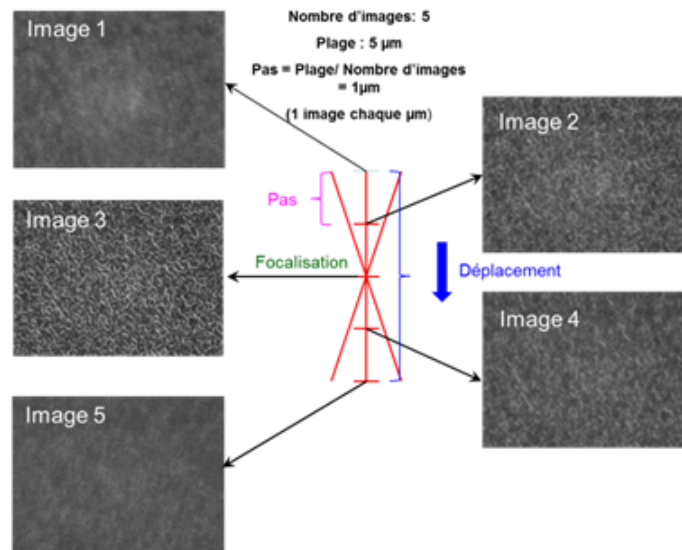 Image 1
Nombre d'images: 5
Plage : 5 µm
Pas = Plage/ Nombre d'images
= 1µm
(1 image chaque µm)
Image 2
Pas
Image 3
Focalisation
Déplacement
Image 4
Image 5